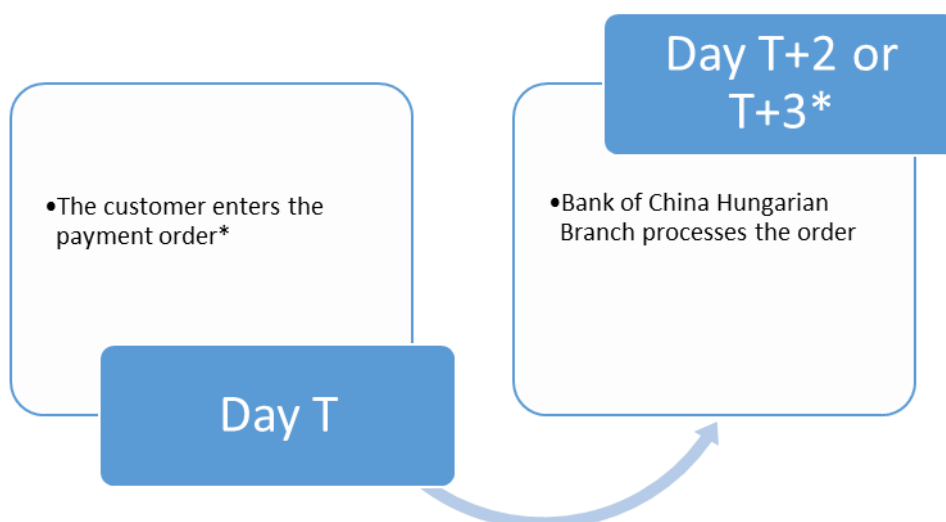 •The customer enters the
payment order*
Day T
Day T+2 or
T+3*
•Bank of China Hungarian
Branch processes the order